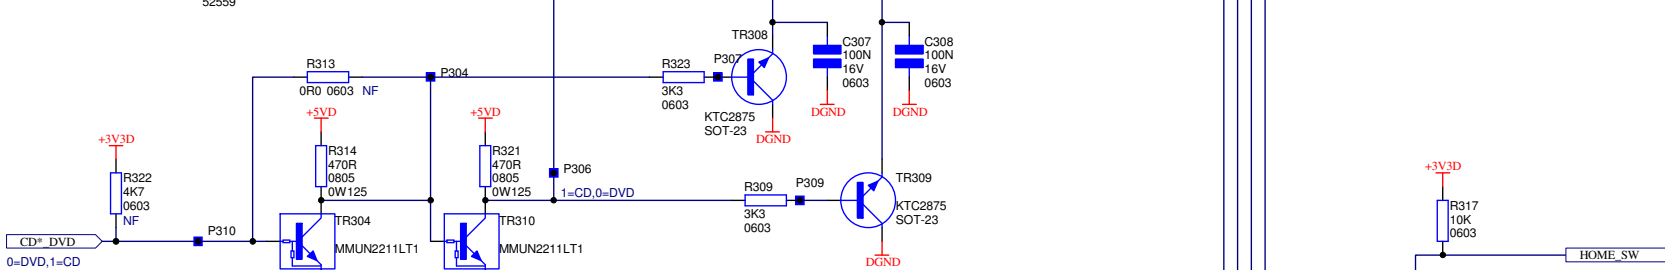 52559
TR308
C307
100N
16V
0603
C308
100N
16V
0603
R313
0R0 0603 NF
P304
R323
3K3
0603
P307
DGND
DGND
KTC2875
SOT-23
DGND
+5VD
+5VD
+3V3D
R314
470R
0805
0W125
R321
470R
0805
0W125
P306
1=CD,0=DVD
R322
4K7
0603
NF
R309
3K3
0603
P309
TR309
KTC2875
SOT-23
+3V3D
R317
10K
0603
TR304
MMUN2211LT1
TR310
MMUN2211LT1
P310
CD*_DVD
0=DVD,1=CD
DGND
HOME_SW